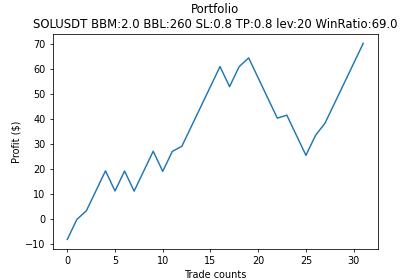 Portfolio
SOLUSDT BBM:2.0 BBL:260 SL:0.8 TP:0.8 lev:20 WinRatio:69.0
70
60
50
40
30
20
10
0
−10
Profit ($)
0 5 10 15 20 25 30
Trade counts